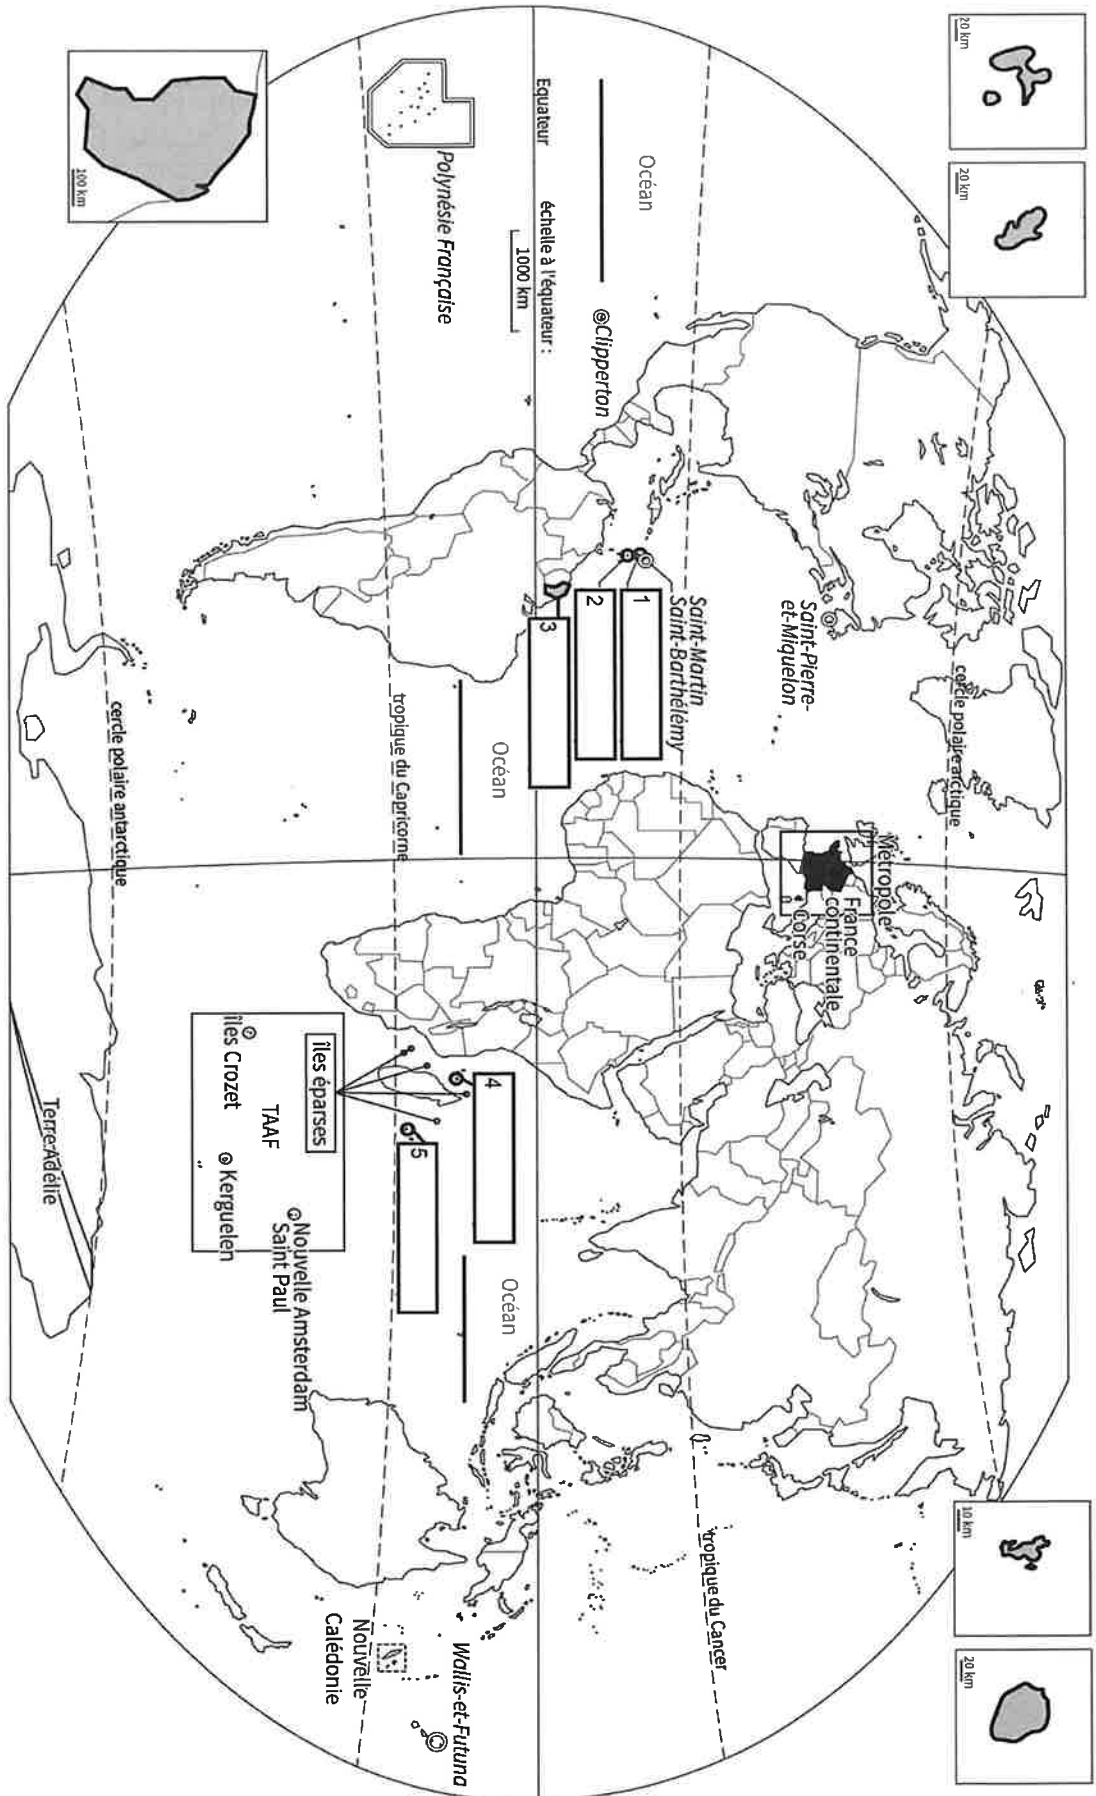 20 km
20 km
10 km
20 km
cercle polaire arctique
Métropole
France
continentale
Corse
Saint-Pierre-
et-Miquelon
Saint-Martin
Saint-Barthélémy
tropique du Cancer
Océan
Clipperton
1
2
3
Equateur
échelle à l'équateur :
1000 km
Océan
Océan
4
5
Polynésie Française
Wallis-et-Futuna
tropique du Capricorne
Nouvelle
Calédonie
îles éparses
TAAF
îles Crozet
Kerguelen
Nouvelle Amsterdam
Saint Paul
cercle polaire antarctique
Terre Adélie
100 km